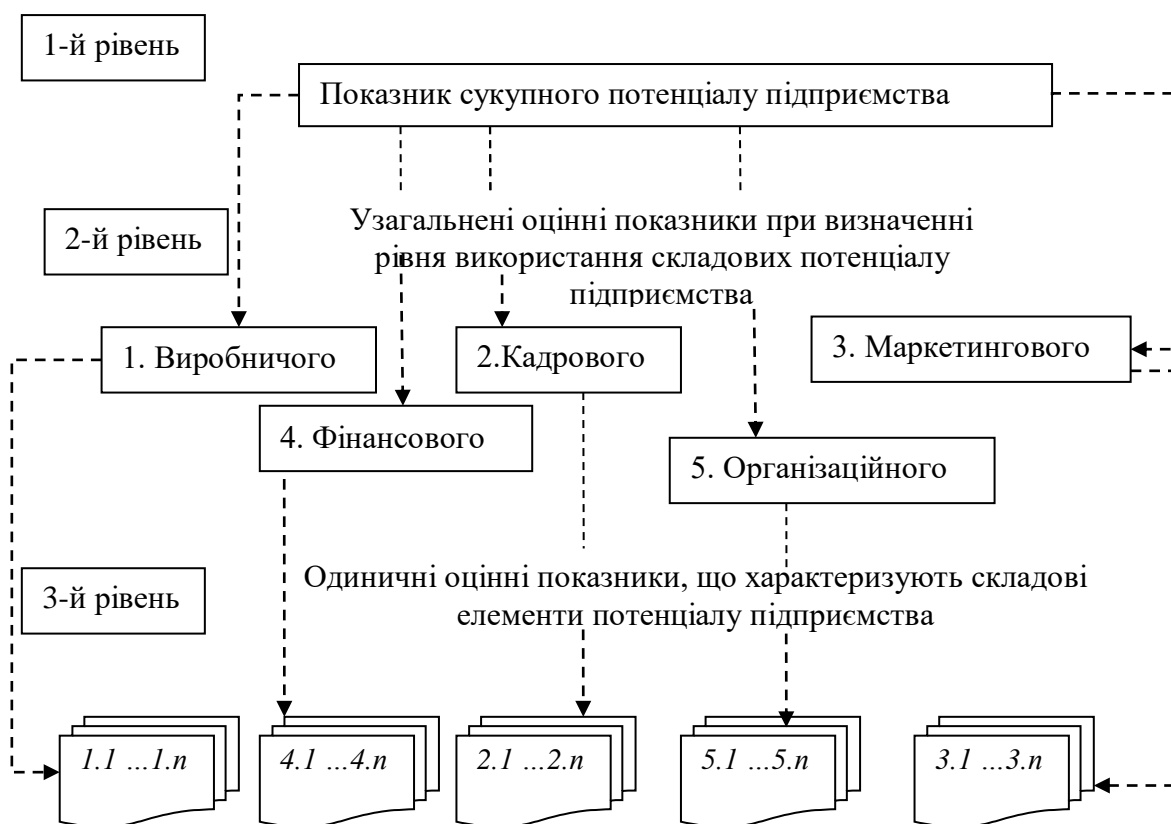 1-й рівень
Показник сукупного потенціалу підприємства
2-й рівень
Узагальнені оцінні показники при визначенні
рівня використання складових потенціалу
підприємства
1. Виробничого
2.Кадрового
3. Маркетингового
4. Фінансового
5. Організаційного
3-й рівень
Одиничні оцінні показники, що характеризують складові
елементи потенціалу підприємства
1.1 ...1.n
4.1 ...4.n
2.1 ...2.n
5.1 ...5.n
3.1 ...3.n